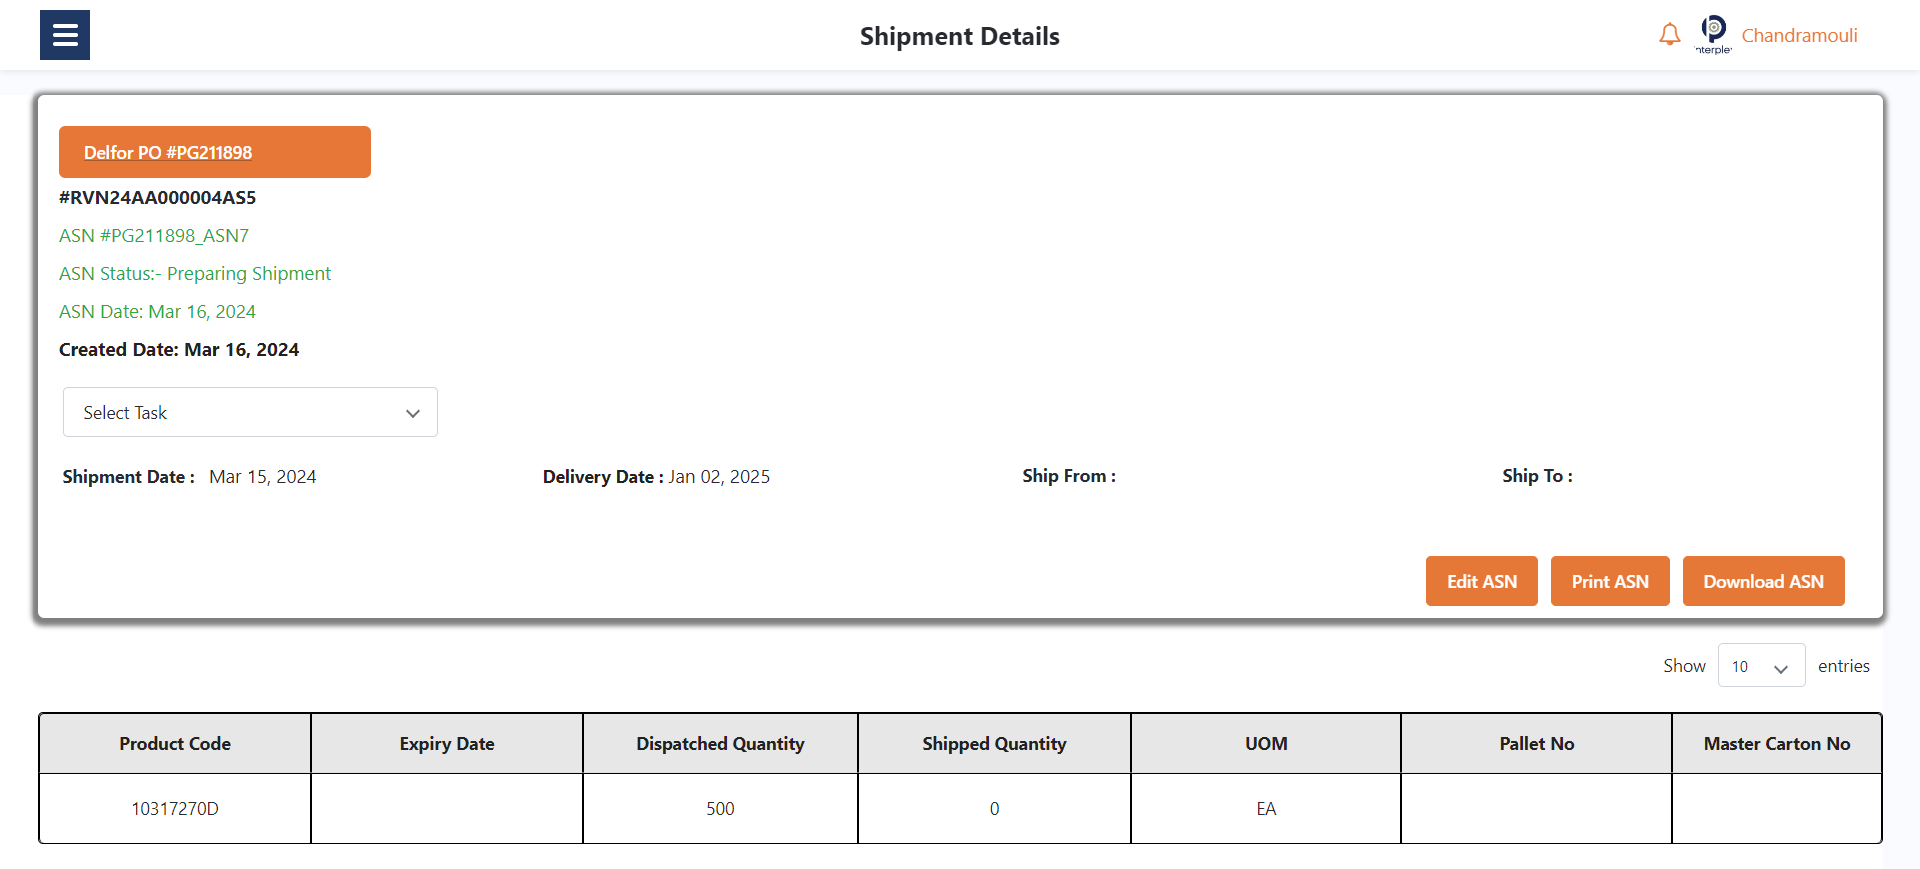 Shipment Details
nterple
Chandramouli
Delfor PO #PG211898
#RVN24AA000004AS5
ASN #PG211898_ASN7
ASN Status:- Preparing Shipment
ASN Date: Mar 16, 2024
Created Date: Mar 16, 2024
Select Task
Shipment Date : Mar 15, 2024 Delivery Date : Jan 02, 2025 Ship From : Ship To :
Edit ASN Print ASN Download ASN
Show 10 entries
Product Code Expiry Date Dispatched Quantity Shipped Quantity UOM Pallet No Master Carton No
10317270D 500 0 EA